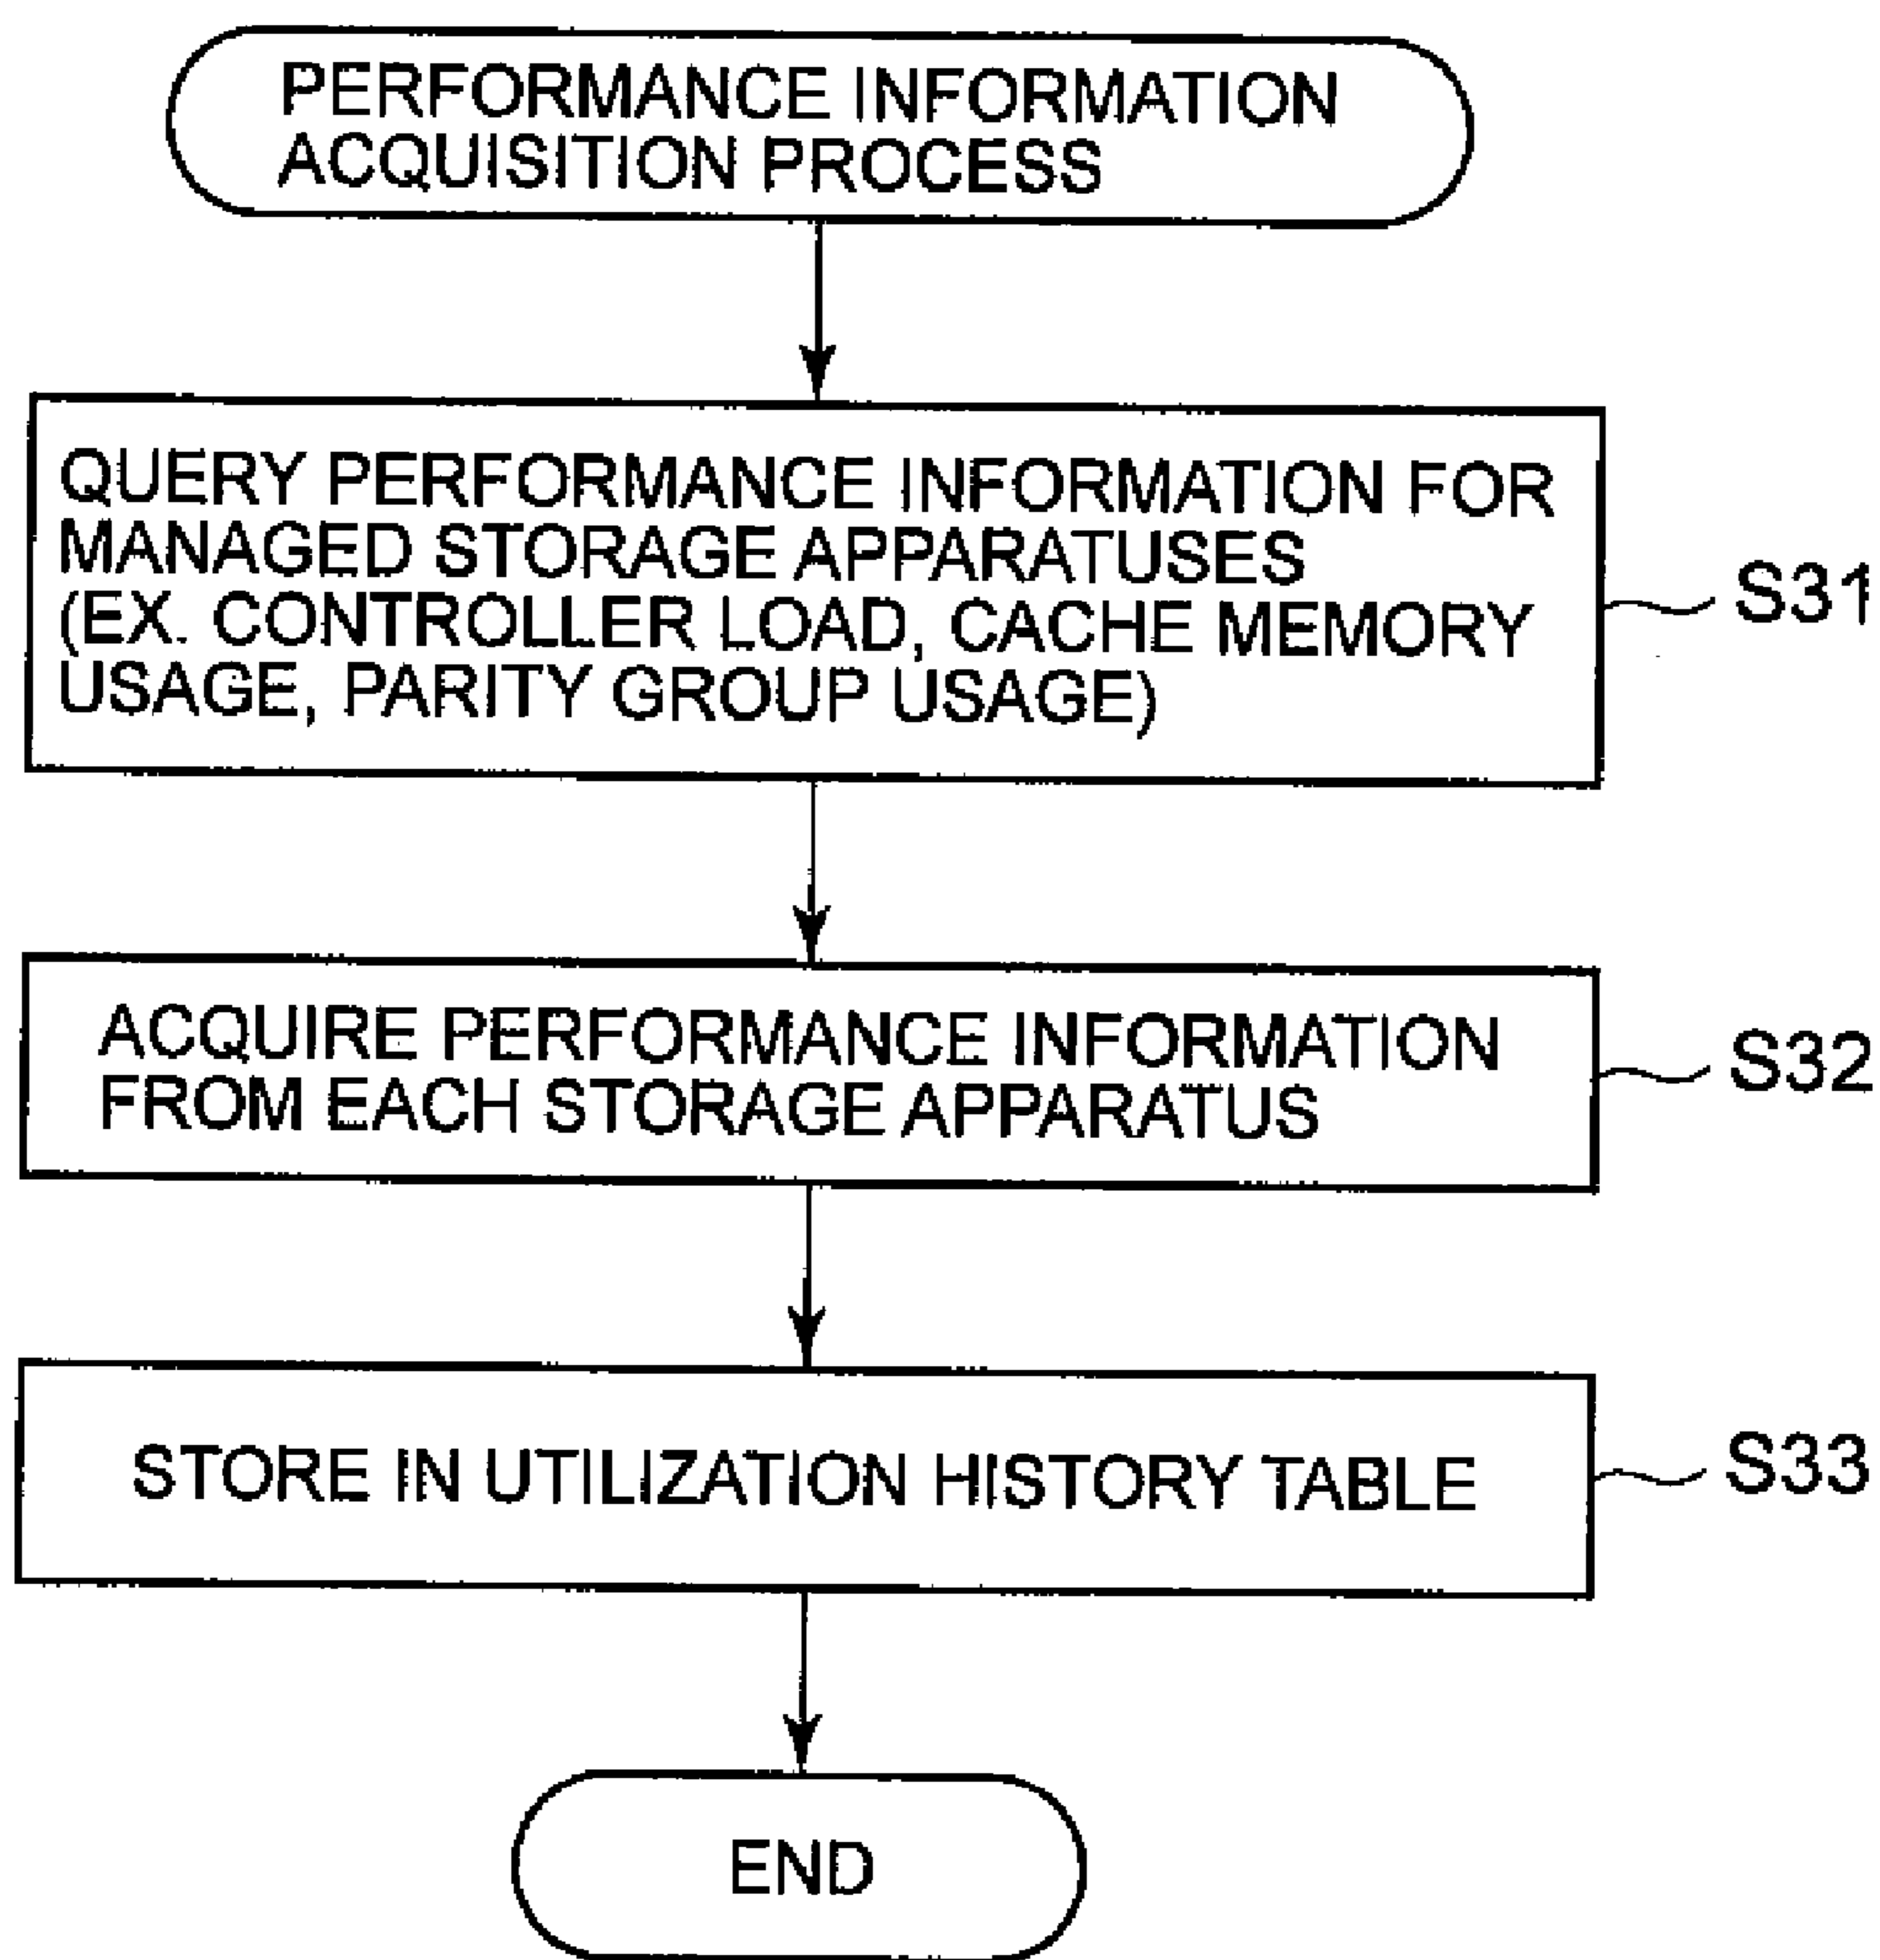 PERFORMANCE INFORMATION
ACQUISITION PROCESS
QUERY PERFORMANCE INFORMATION FOR
MANAGED STORAGE APPARATUSES
(EX. CONTROLLER LOAD, CACHE MEMORY
USAGE, PARITY GROUP USAGE)
S31
ACQUIRE PERFORMANCE INFORMATION
FROM EACH STORAGE APPARATUS
S32
STORE IN UTILIZATION HISTORY TABLE
S33
END